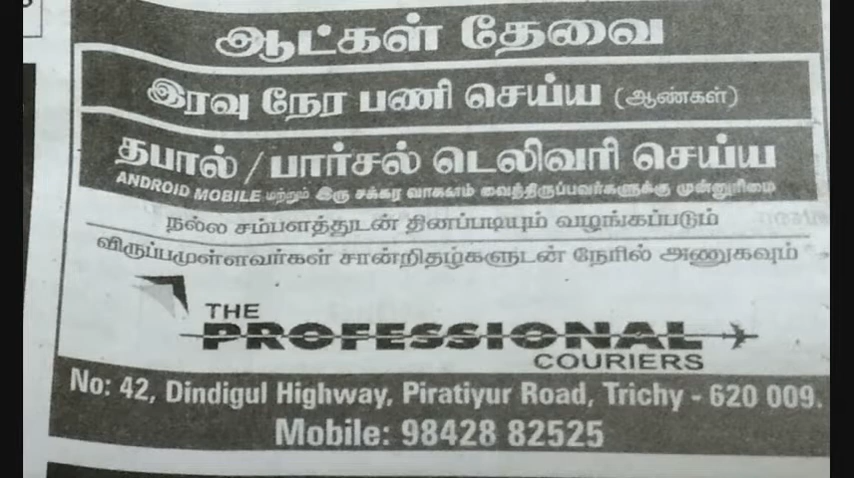 ஆட்கள் தேவை
இரவு நேர பணி செய்ய (ஆண்கள்)
தபால் / பார்சல் டெலிவரி செய்ய
ANDROID MOBILE மற்றும் இரு சக்கர வாகனம் வைத்திருப்பவர்களுக்கு முன்னுரிமை
நல்ல சம்பளத்துடன் தினப்படியும் வழங்கப்படும்
விருப்பமுள்ளவர்கள் சான்றிதழ்களுடன் நேரில் அணுகவும்
THE
PROFESSIONAL
COURIERS
No: 42, Dindigul Highway, Piratiyur Road, Trichy - 620 009.
Mobile: 98428 82525